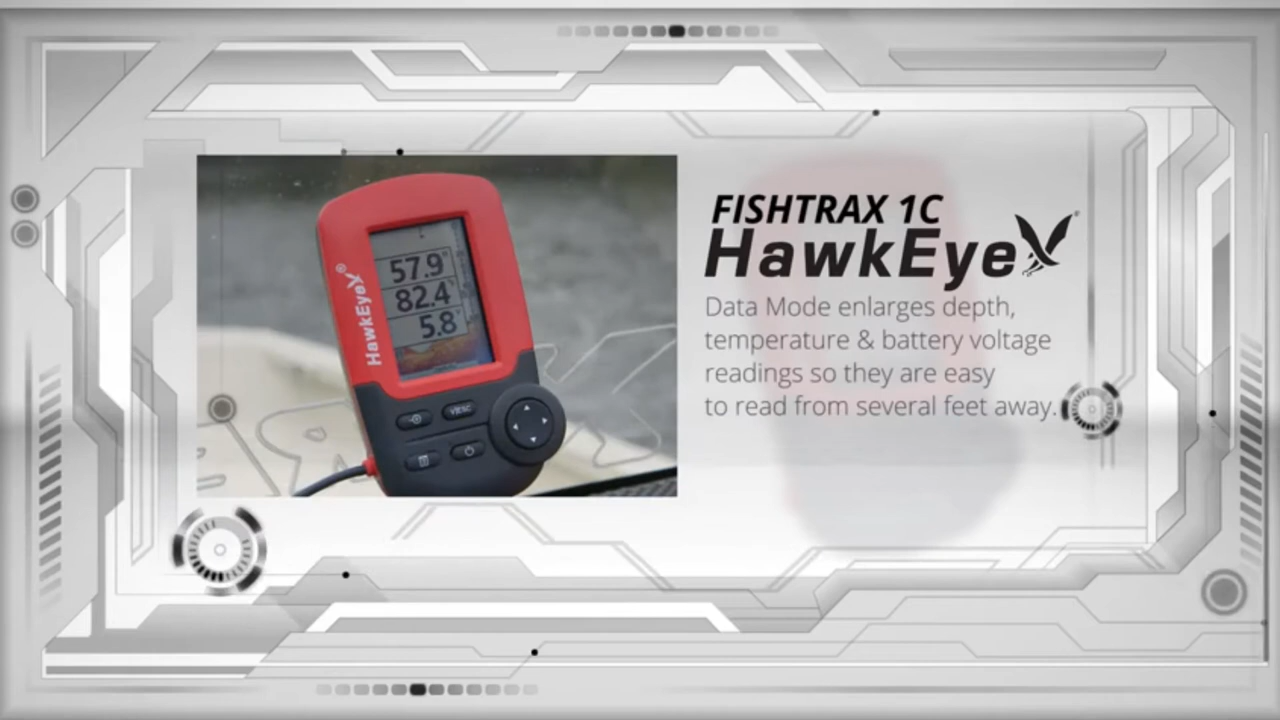 FISHTRAX 1C
HawkEye®
Data Mode enlarges depth,
temperature & battery voltage
readings so they are easy
to read from several feet away.
HawkEye®
57.9°
82.4°
5.8